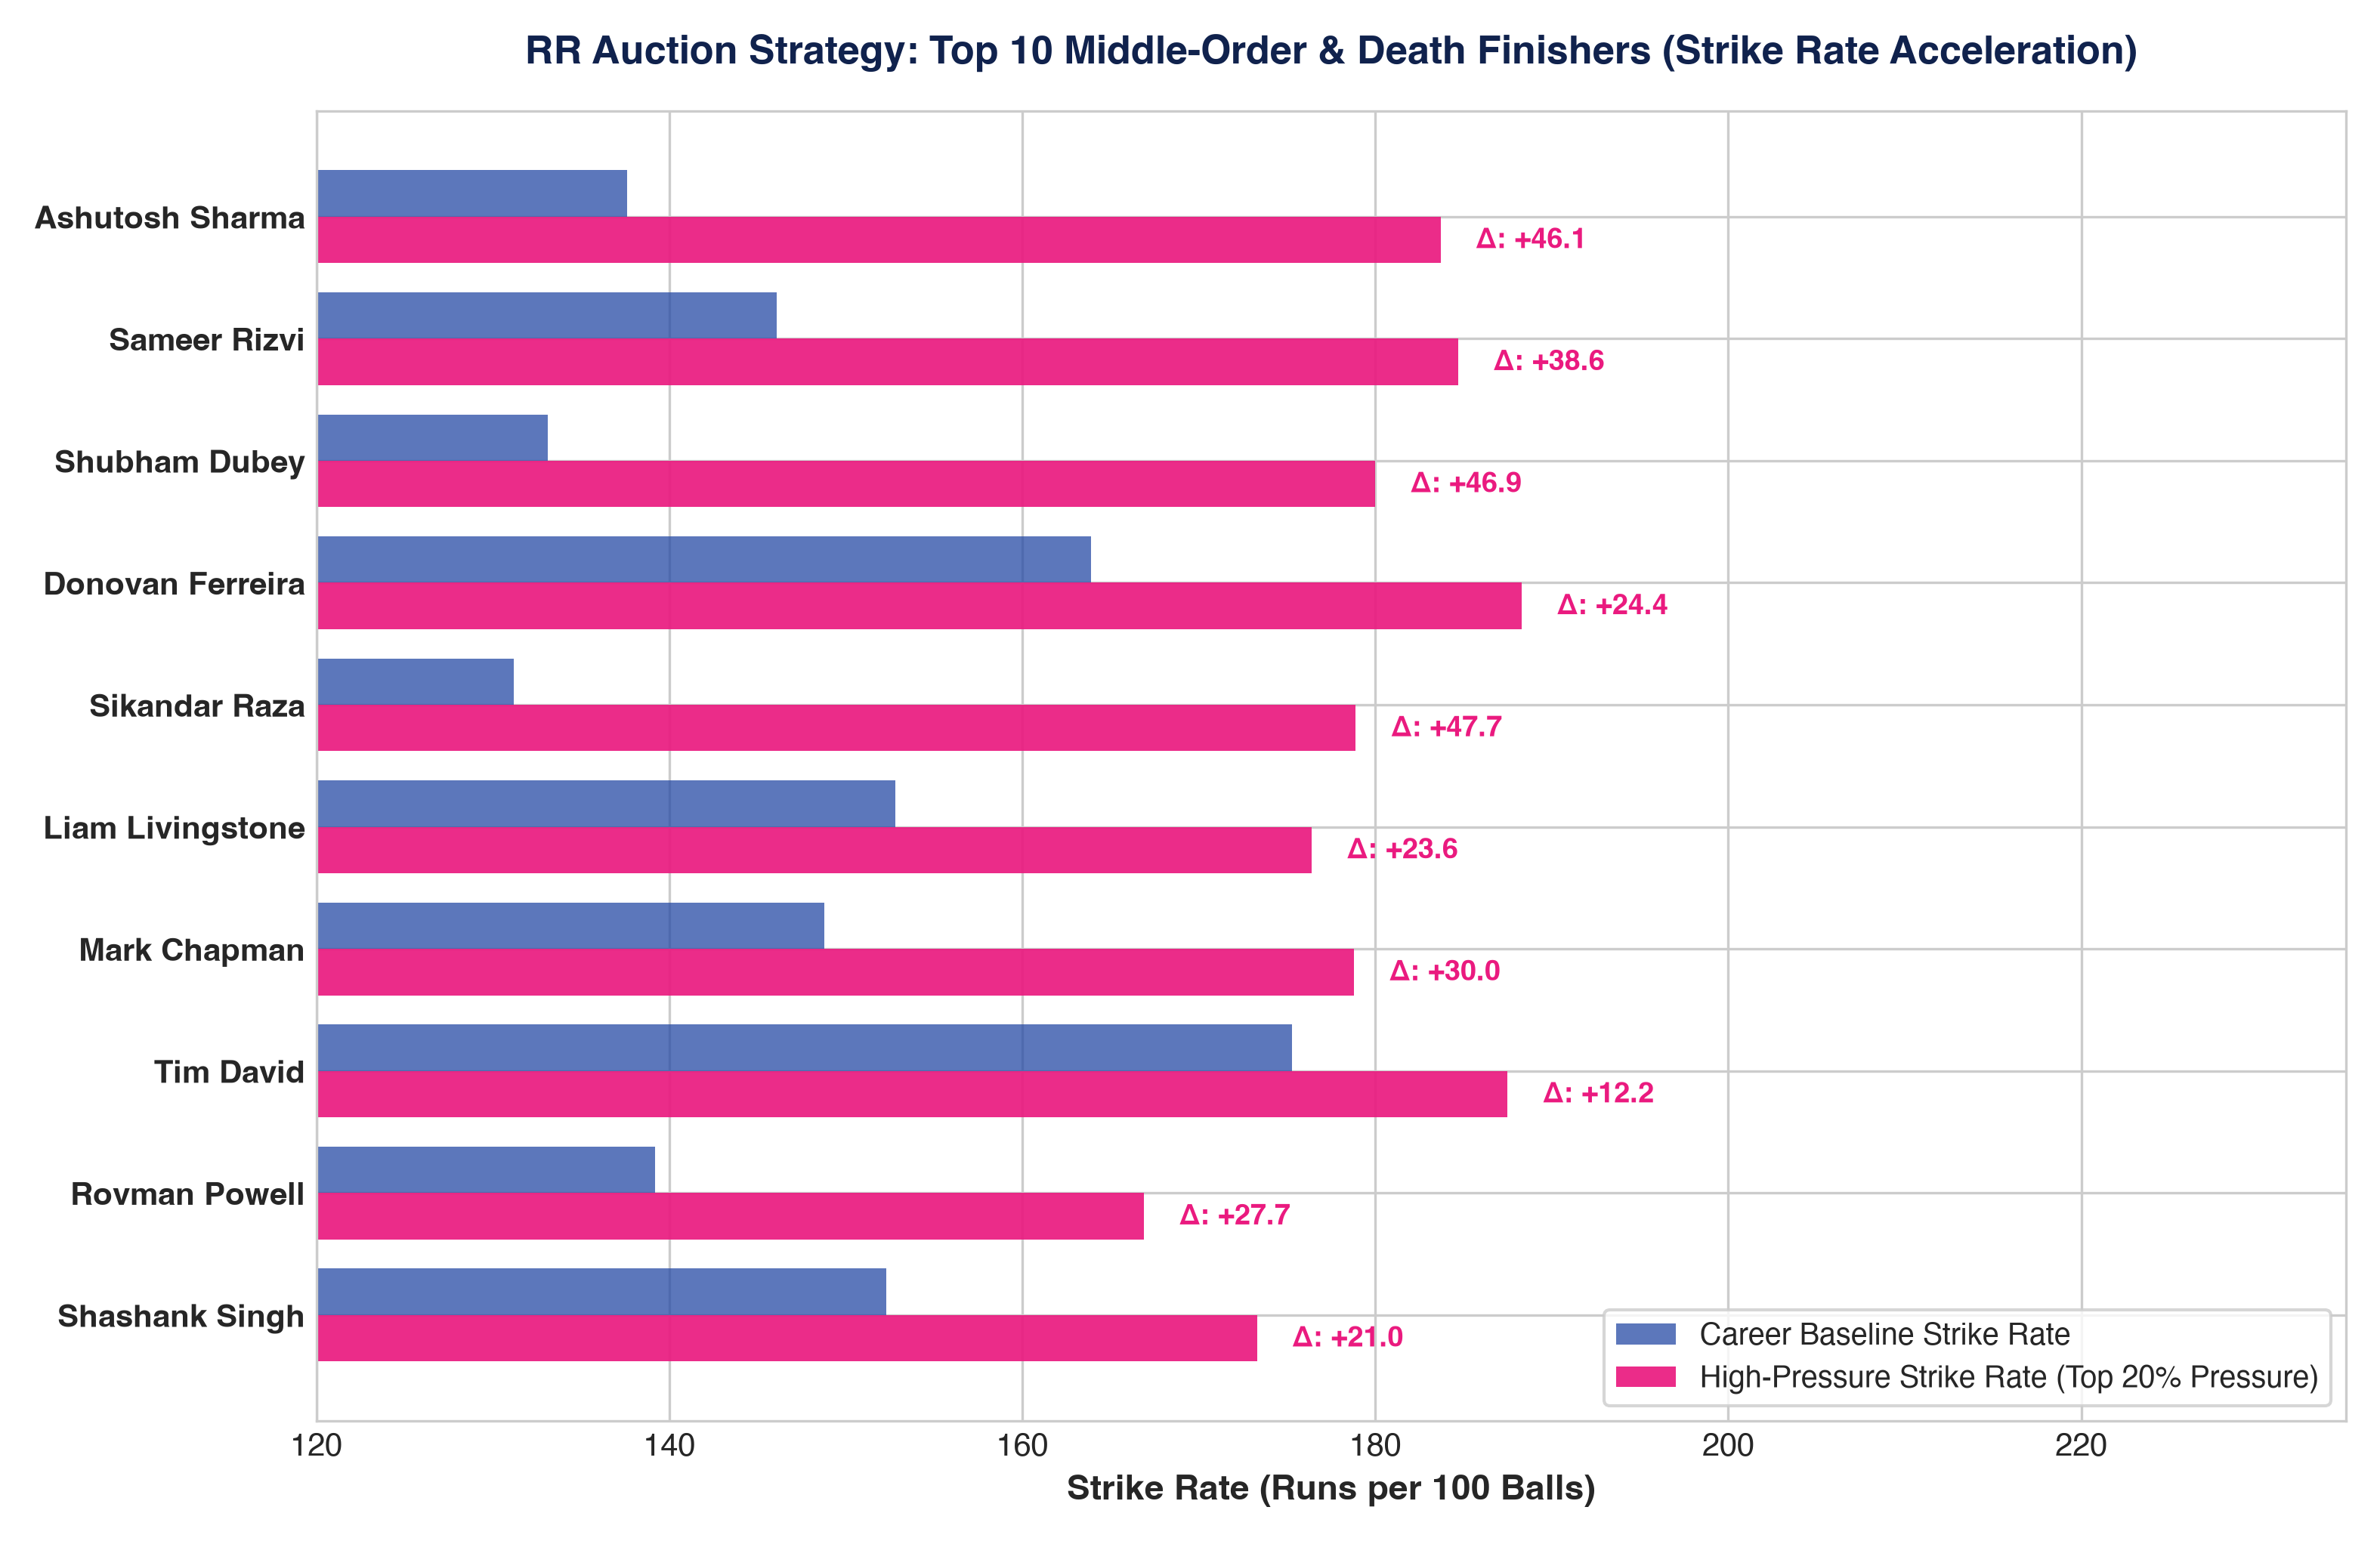 RR Auction Strategy: Top 10 Middle-Order & Death Finishers (Strike Rate Acceleration)
Ashutosh Sharma
Δ: +46.1
Sameer Rizvi
Δ: +38.6
Shubham Dubey
Δ: +46.9
Donovan Ferreira
Δ: +24.4
Sikandar Raza
Δ: +47.7
Liam Livingstone
Δ: +23.6
Mark Chapman
Δ: +30.0
Tim David
Δ: +12.2
Rovman Powell
Δ: +27.7
Shashank Singh
Δ: +21.0
Career Baseline Strike Rate
High-Pressure Strike Rate (Top 20% Pressure)
120 140 160 180 200 220
Strike Rate (Runs per 100 Balls)